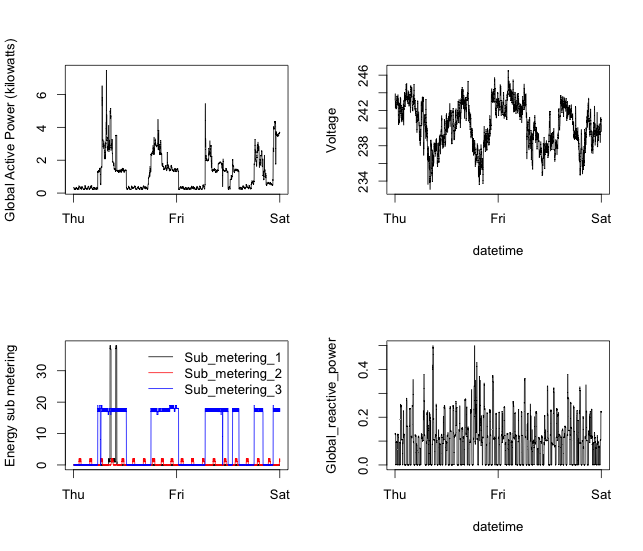 Global Active Power (kilowatts)
6
4
2
0
Thu
Fri
Sat
Voltage
246
242
238
234
Thu
Fri
Sat
datetime
Energy sub metering
30
20
10
0
Sub_metering_1
Sub_metering_2
Sub_metering_3
Thu
Fri
Sat
Global_reactive_power
0.4
0.2
0.0
Thu
Fri
Sat
datetime